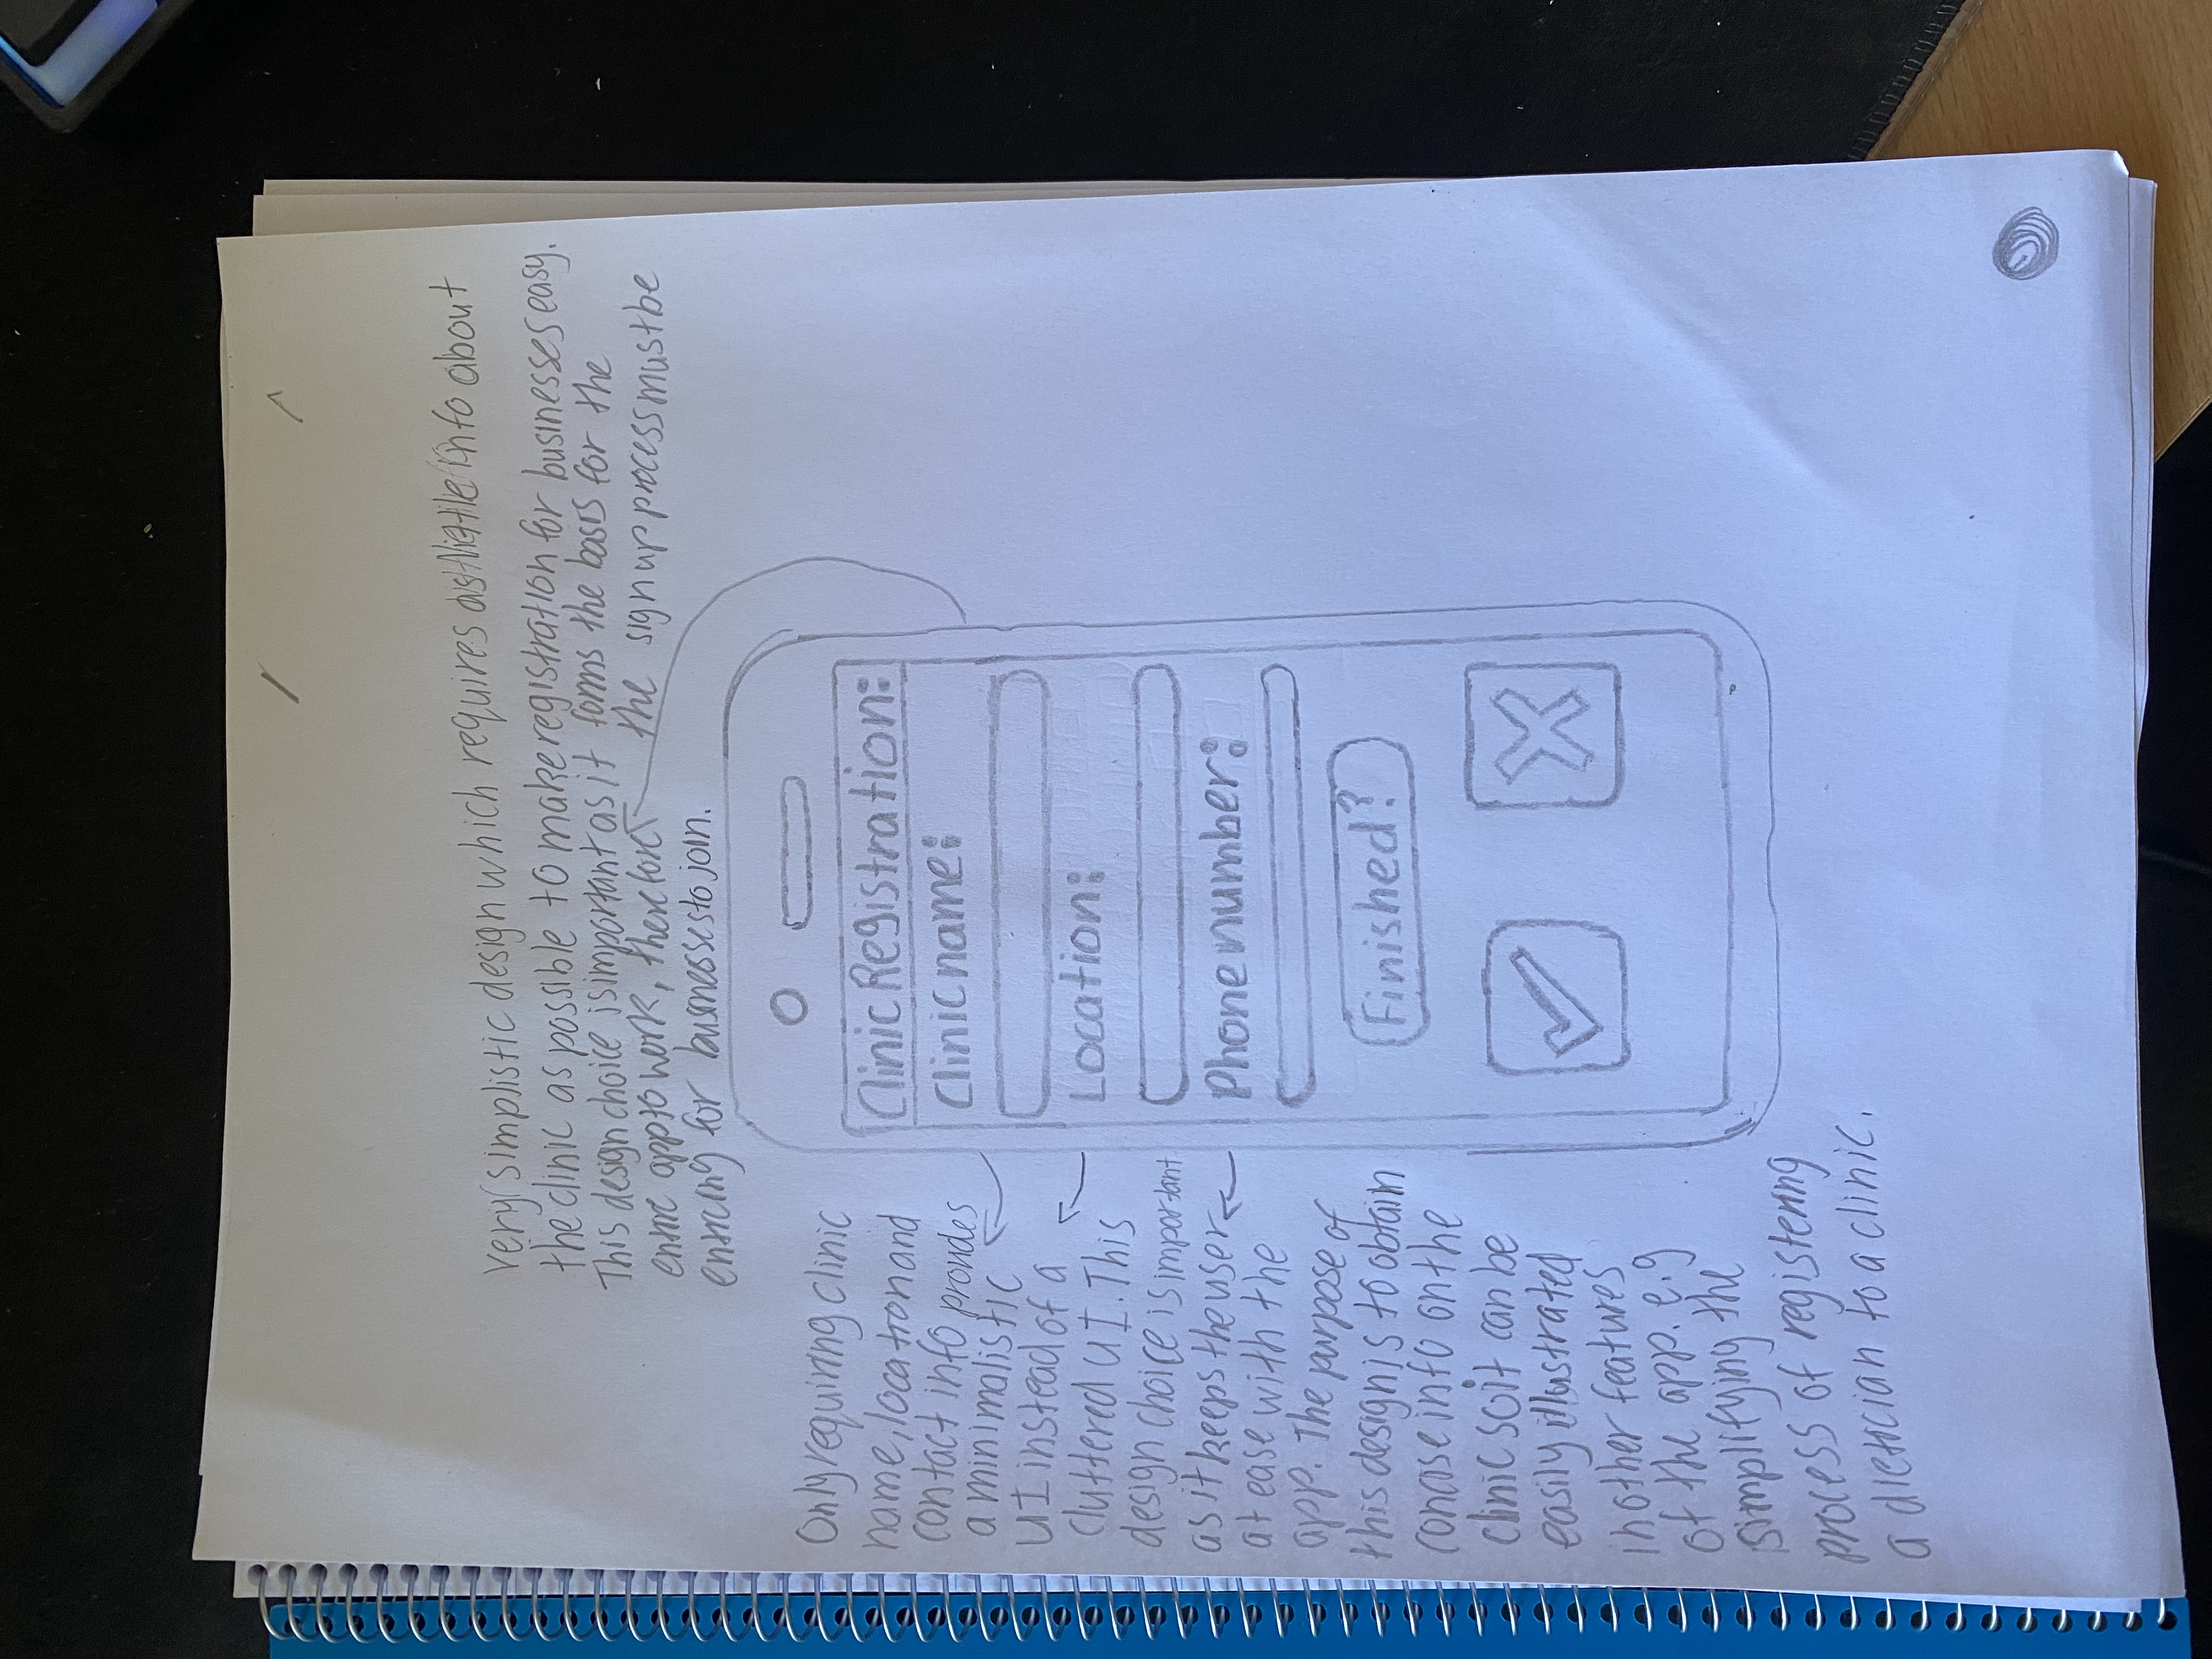 very simplistic design which requires as little info about
the clinic as possible to make registration for businesses easy.
This design choice is important as it forms the basis for the
entire app to work, therefore the sign up process must be
enticing for businesses to join.
Only requiring clinic
name, location and
contact info provides
a minimalistic
UI instead of a
cluttered UI. This
design choice is important
as it keeps the user
at ease with the
app. The purpose of
this design is to obtain
concise info on the
clinic so it can be
easily illustrated
in other features
of the app. e.g
simplifying the
process of registering
a dietician to a clinic.
Clinic Registration:
Clinic name:
Location:
Phone number:
Finished?